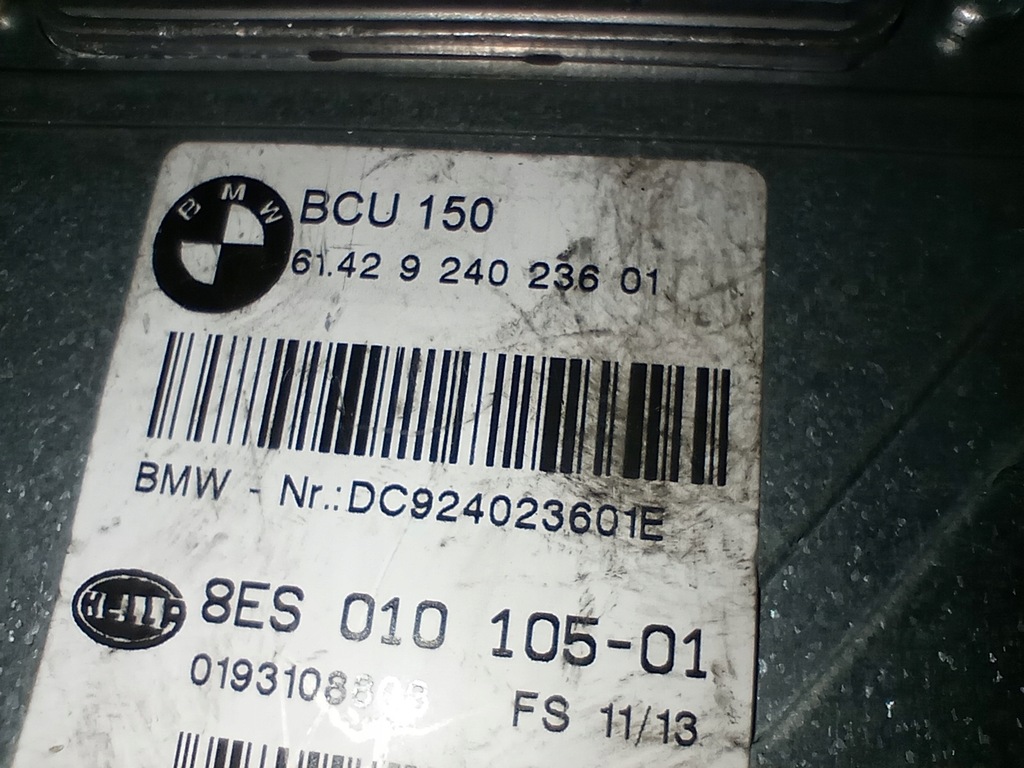 BMW
BCU 150
61.42 9 240 236 01
BMW - Nr.:DC924023601E
HELLA
8ES 010 105-01
FS 11/13